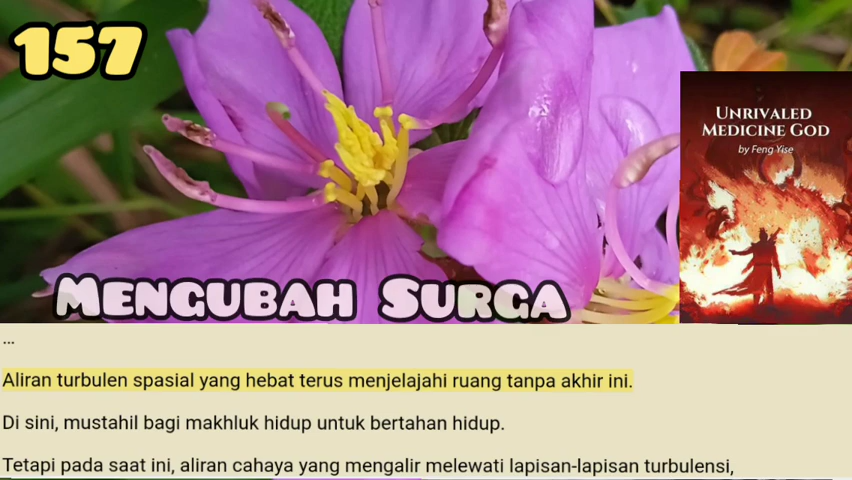 157
UNRIVALED
MEDICINE GOD
by Feng Yise
MENGUBAH SURGA
...
Aliran turbulen spasial yang hebat terus menjelajahi ruang tanpa akhir ini.
Di sini, mustahil bagi makhluk hidup untuk bertahan hidup.
Tetapi pada saat ini, aliran cahaya yang mengalir melewati lapisan-lapisan turbulensi,